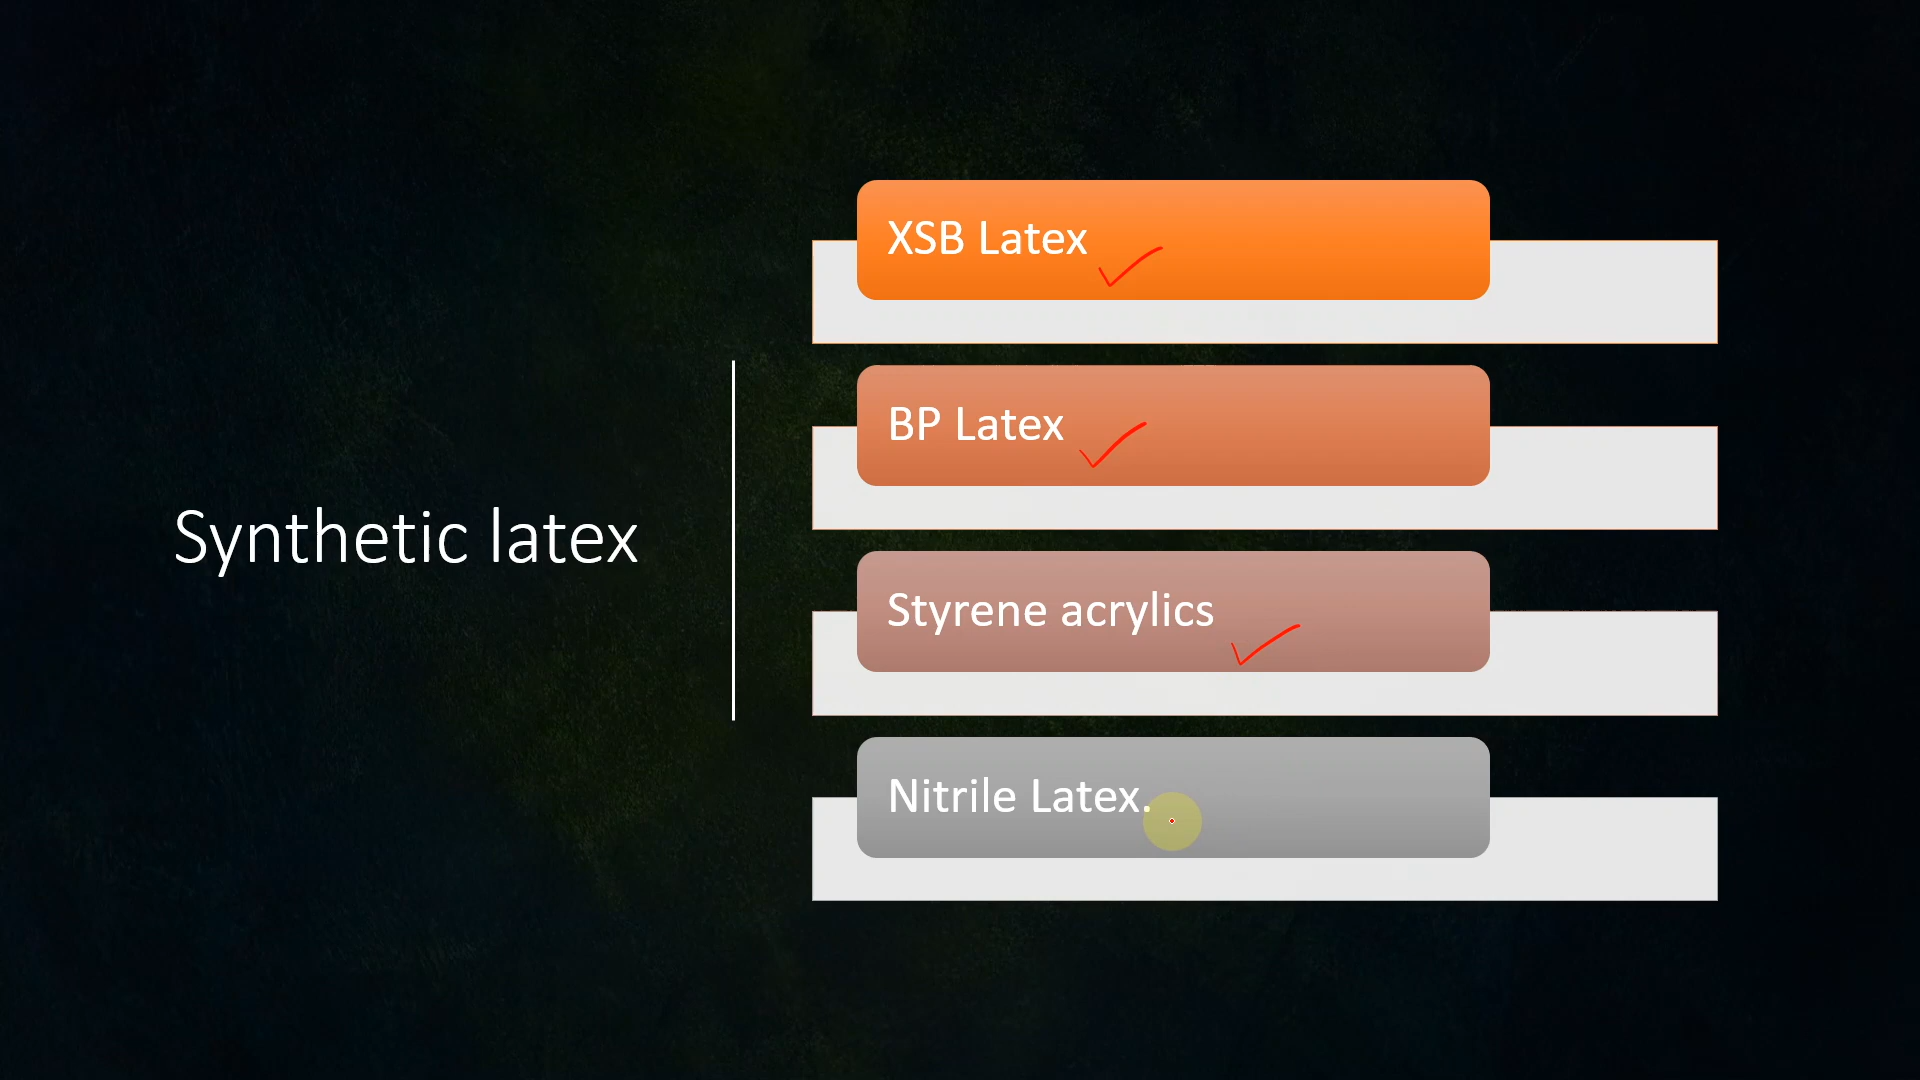 Synthetic latex
XSB Latex
BP Latex
Styrene acrylics
Nitrile Latex.